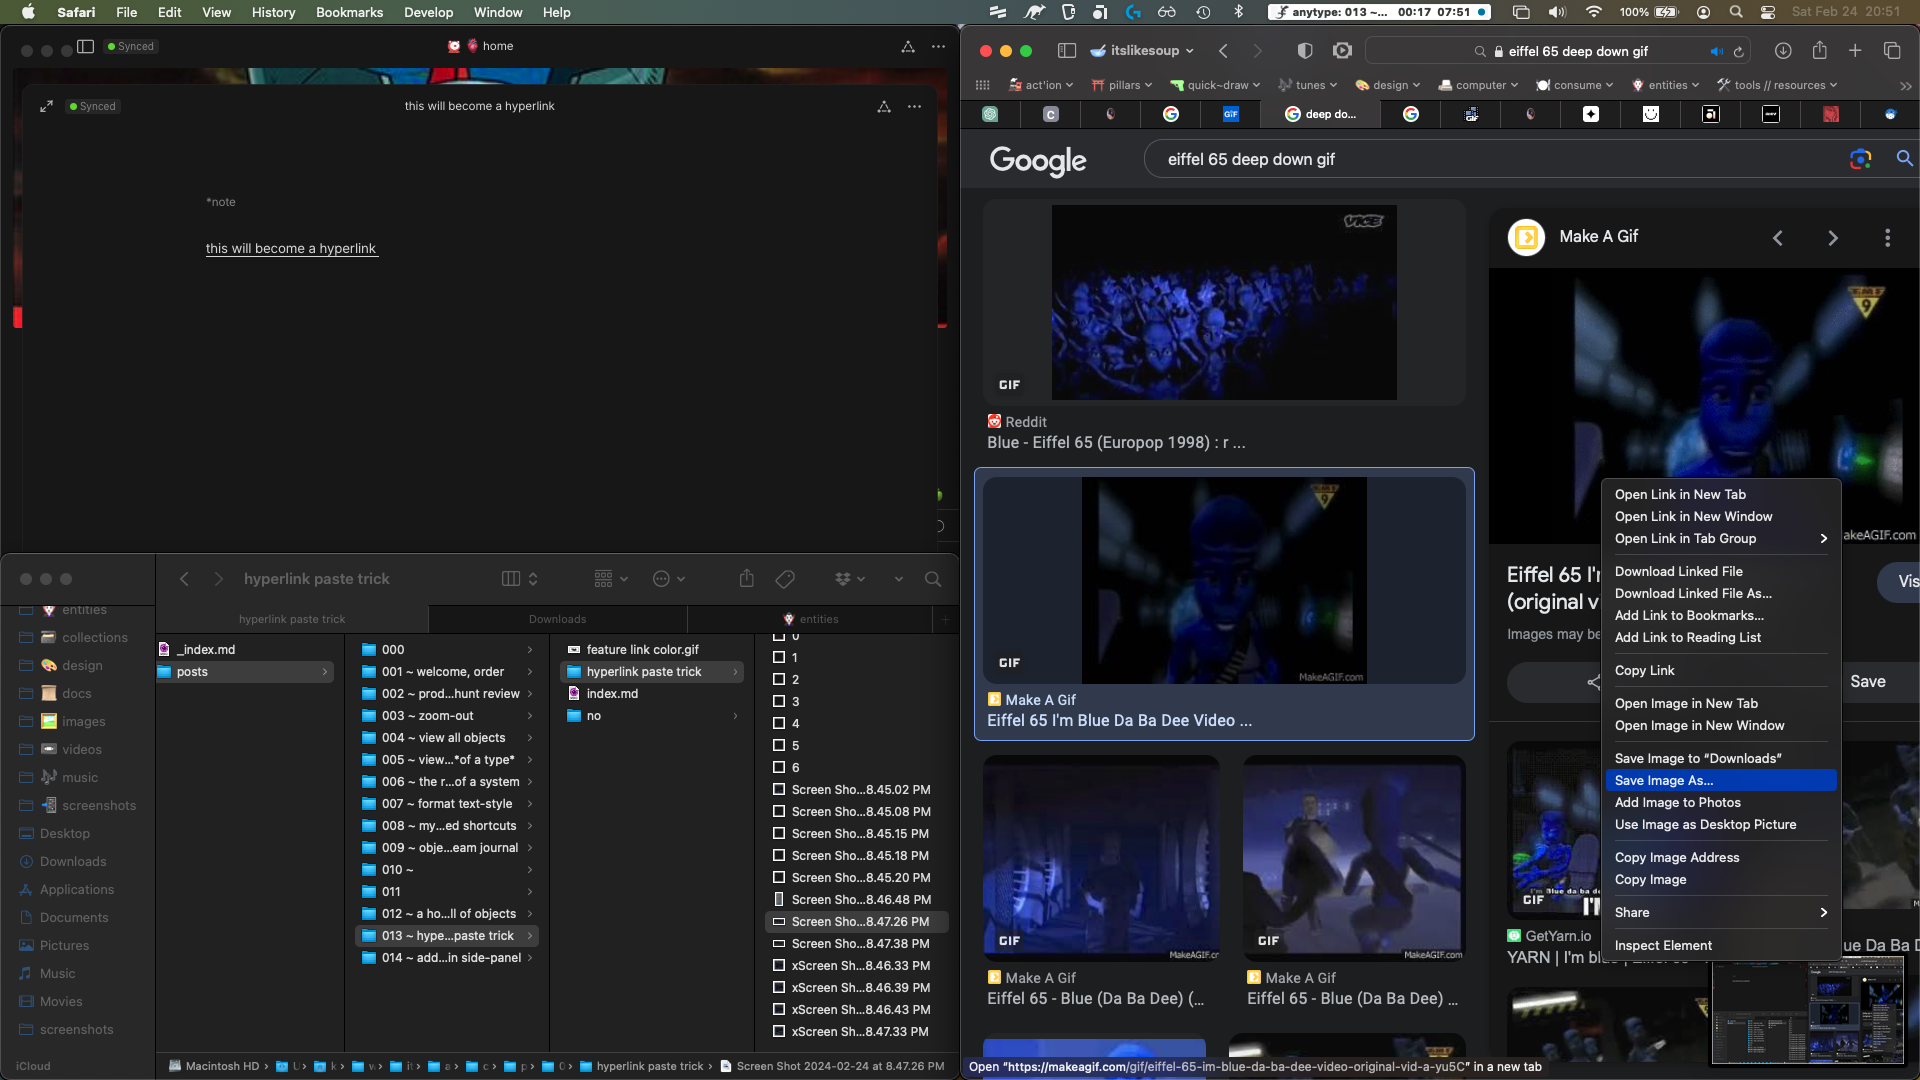 Safari File Edit View History Bookmarks Develop Window Help
anytype: 013 ~... 00:17 07:51
100%
Sat Feb 24 20:51
Synced
home
Synced
this will become a hyperlink
*note
this will become a hyperlink
hyperlink paste trick
hyperlink paste trick
Downloads
entities
entities
collections
design
docs
images
videos
music
screenshots
Desktop
Downloads
Applications
Documents
Pictures
Music
Movies
screenshots
iCloud
_index.md
posts
000
001 ~ welcome, order
002 ~ prod...hunt review
003 ~ zoom-out
004 ~ view all objects
005 ~ view...*of a type*
006 ~ the r...of a system
007 ~ format text-style
008 ~ my...ed shortcuts
009 ~ obje...eam journal
010 ~
011
012 ~ a ho...ll of objects
013 ~ hype...paste trick
014 ~ add...in side-panel
feature link color.gif
hyperlink paste trick
index.md
no
0
1
2
3
4
5
6
Screen Sho...8.45.02 PM
Screen Sho...8.45.08 PM
Screen Sho...8.45.15 PM
Screen Sho...8.45.18 PM
Screen Sho...8.45.20 PM
Screen Sho...8.46.48 PM
Screen Sho...8.47.26 PM
Screen Sho...8.47.38 PM
xScreen Sh...8.46.33 PM
xScreen Sh...8.46.39 PM
xScreen Sh...8.46.43 PM
xScreen Sh...8.47.33 PM
Macintosh HD
hyperlink paste trick
Screen Shot 2024-02-24 at 8.47.26 PM
itslikesoup
eiffel 65 deep down gif
act'ion
pillars
quick~draw
tunes
design
computer
consume
entities
tools // resources
C
GIF
deep do...
Google
eiffel 65 deep down gif
VICE
GIF
Reddit
Blue - Eiffel 65 (Europop 1998) : r ...
9
GIF
MakeAGIF.com
Make A Gif
Eiffel 65 I'm Blue Da Ba Dee Video ...
GIF
MakeAGIF.cr
Make A Gif
Eiffel 65 - Blue (Da Ba Dee) (...
GIF
MakeAGIF.com
Make A Gif
Eiffel 65 - Blue (Da Ba Dee) ...
Make A Gif
TMF
9
akeAGIF.com
Eiffel 65 I'
(original v
Vis
Images may be
Save
Open Link in New Tab
Open Link in New Window
Open Link in Tab Group
Download Linked File
Download Linked File As...
Add Link to Bookmarks...
Add Link to Reading List
Copy Link
Open Image in New Tab
Open Image in New Window
Save Image to “Downloads”
Save Image As...
Add Image to Photos
Use Image as Desktop Picture
Copy Image Address
Copy Image
Share
Inspect Element
I'm Blue da ba de
GIF
GetYarn.io
YARN | I'm blu
ue Da Ba D
Open “https://makeagif.com/gif/eiffel-65-im-blue-da-ba-dee-video-original-vid-a-yu5C” in a new tab